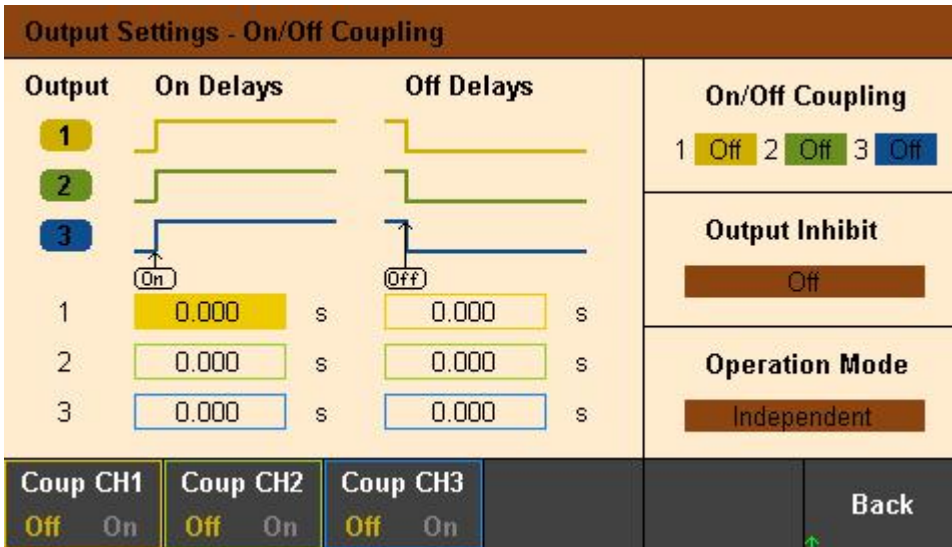 Output Settings - On/Off Coupling
Output On Delays Off Delays
1
2
3
On Off
1 0.000 s 0.000 s
2 0.000 s 0.000 s
3 0.000 s 0.000 s
On/Off Coupling
1 Off 2 Off 3 Off
Output Inhibit
Off
Operation Mode
Independent
Coup CH1 Coup CH2 Coup CH3
Off On Off On Off On
Back